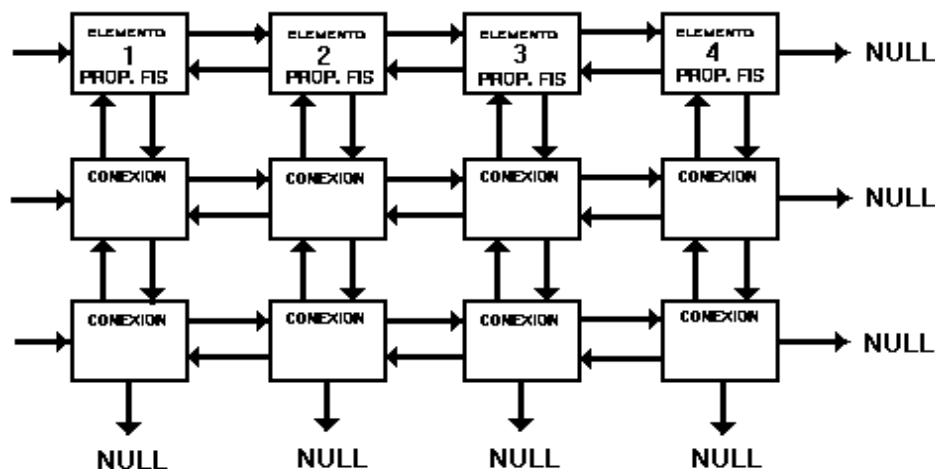 ELEMENTO
1
PROP. FIS
ELEMENTO
2
PROP. FIS
ELEMENTO
3
PROP. FIS
ELEMENTO
4
PROP. FIS
NULL
CONEXION
CONEXION
CONEXION
CONEXION
NULL
CONEXION
CONEXION
CONEXION
CONEXION
NULL
NULL
NULL
NULL
NULL